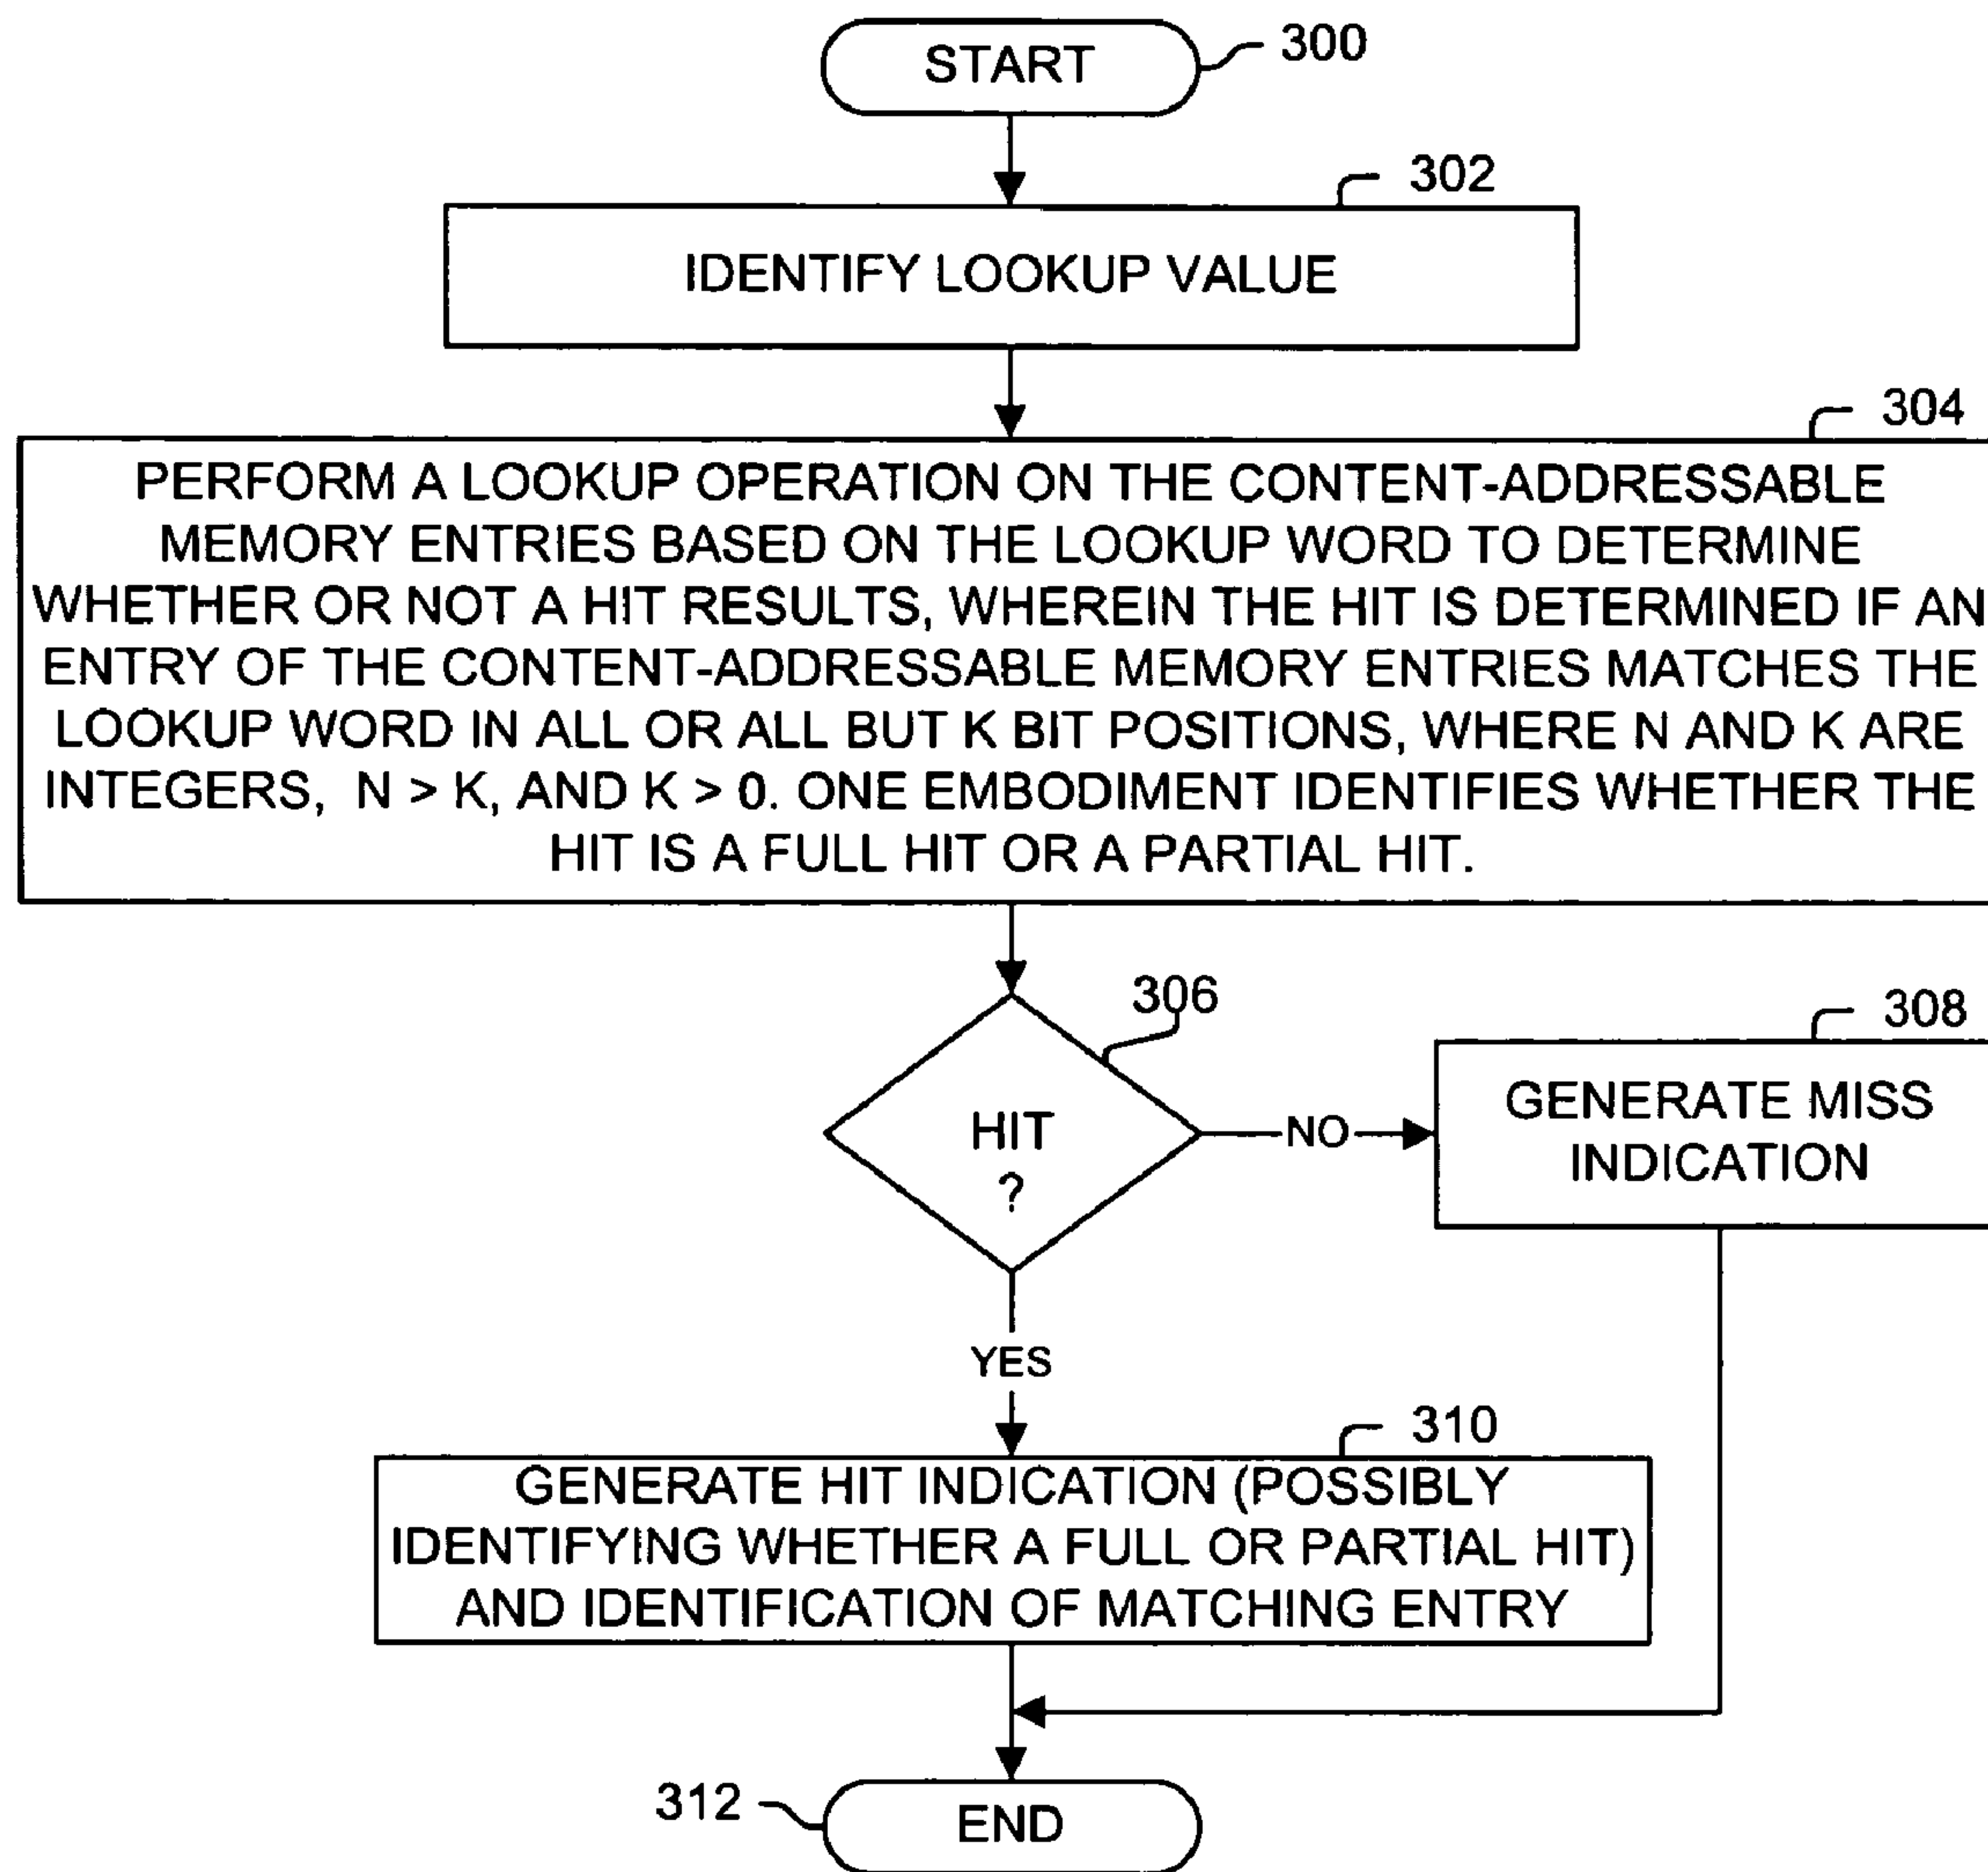 START
300
302
IDENTIFY LOOKUP VALUE
304
PERFORM A LOOKUP OPERATION ON THE CONTENT-ADDRESSABLE
MEMORY ENTRIES BASED ON THE LOOKUP WORD TO DETERMINE
WHETHER OR NOT A HIT RESULTS, WHEREIN THE HIT IS DETERMINED IF AN
ENTRY OF THE CONTENT-ADDRESSABLE MEMORY ENTRIES MATCHES THE
LOOKUP WORD IN ALL OR ALL BUT K BIT POSITIONS, WHERE N AND K ARE
INTEGERS, N > K, AND K > 0. ONE EMBODIMENT IDENTIFIES WHETHER THE
HIT IS A FULL HIT OR A PARTIAL HIT.
306
HIT
?
NO
308
GENERATE MISS
INDICATION
YES
310
GENERATE HIT INDICATION (POSSIBLY
IDENTIFYING WHETHER A FULL OR PARTIAL HIT)
AND IDENTIFICATION OF MATCHING ENTRY
312
END